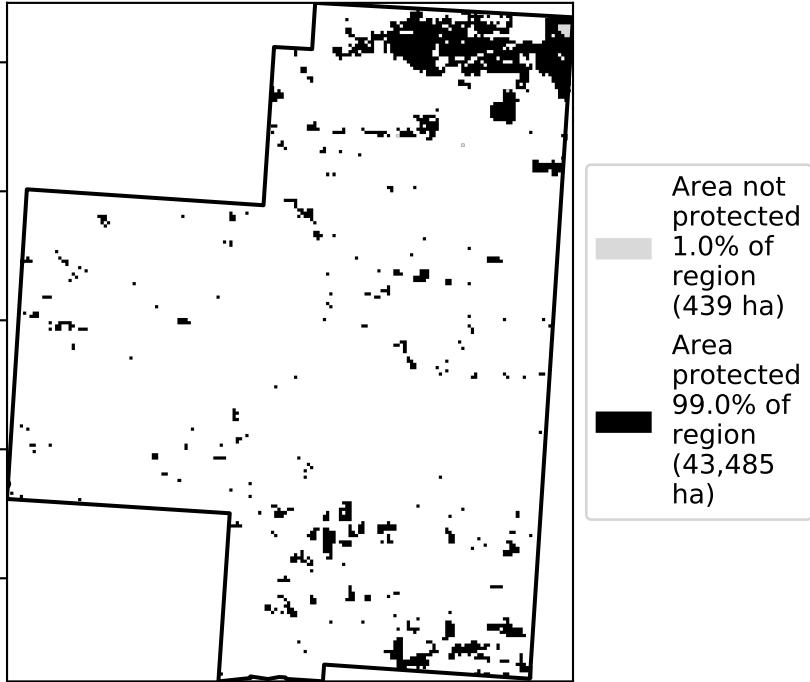 Area not
protected
1.0% of
region
(439 ha)
Area
protected
99.0% of
region
(43,485
ha)